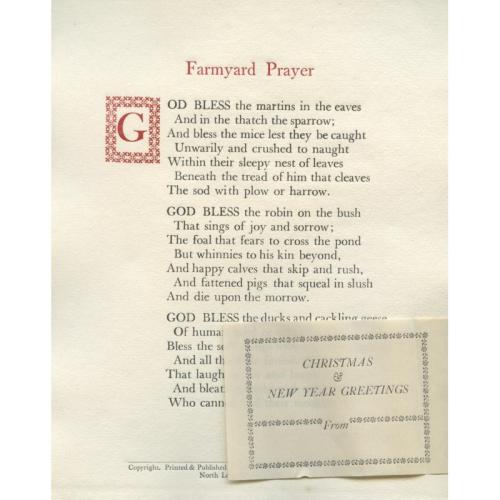 Farmyard Prayer
GOD BLESS the martins in the eaves
And in the thatch the sparrow;
And bless the mice lest they be caught
Unwarily and crushed to naught
Within their sleepy nest of leaves
Beneath the tread of him that cleaves
The sod with plow or harrow.
GOD BLESS the robin on the bush
That sings of joy and sorrow;
The foal that fears to cross the pond
But whinnies to his kin beyond,
And happy calves that skip and rush,
And fattened pigs that squeal in slush
And die upon the morrow.
GOD BLESS the ducks and cackling geese
Of huma
Bless the se
And all th
That laugh
And bleat
Who cann
Copyright. Printed & Published
North L
CHRISTMAS
&
NEW YEAR GREETINGS
From